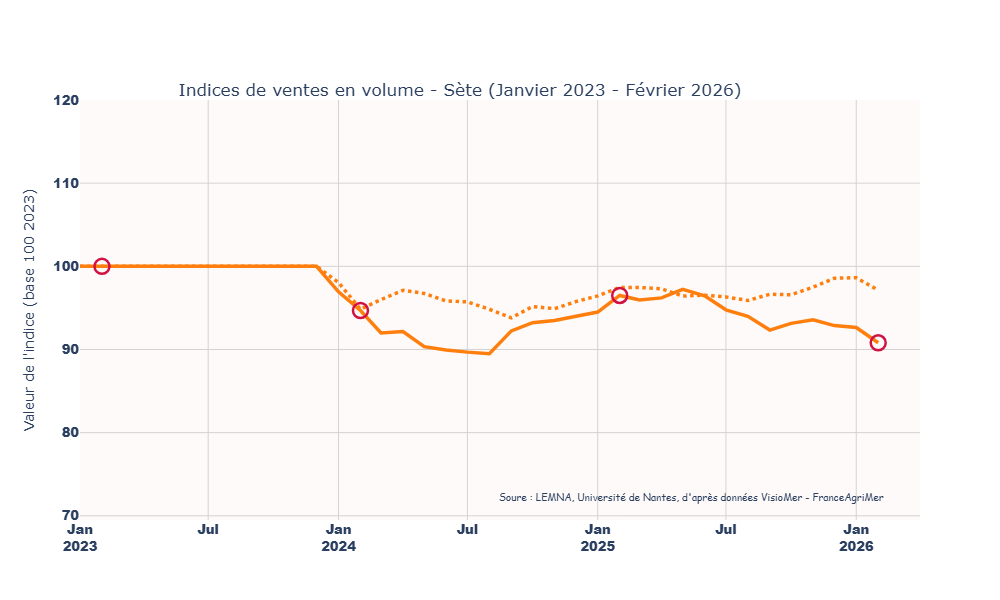 Indices de ventes en volume - Sète (Janvier 2023 - Février 2026)
Valeur de l'indice (base 100 2023)
120
110
100
90
80
70
Soure : LEMNA, Université de Nantes, d'après données VisioMer - FranceAgriMer
Jan
2023
Jul
Jan
2024
Jul
Jan
2025
Jul
Jan
2026